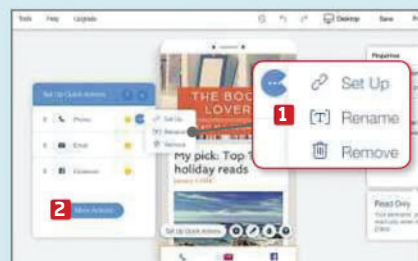 Tools Help Upgrade
Desktop Save
Properties
Set Up Quick Actions
Phone
Email
Facebook
More Actions
2
Set Up
Rename
Remove
THE BOO
LOVER
My pick: Top 1
holiday reads
Set Up Quick Actions
1
Set Up
[T] Rename
Remove
Read Only